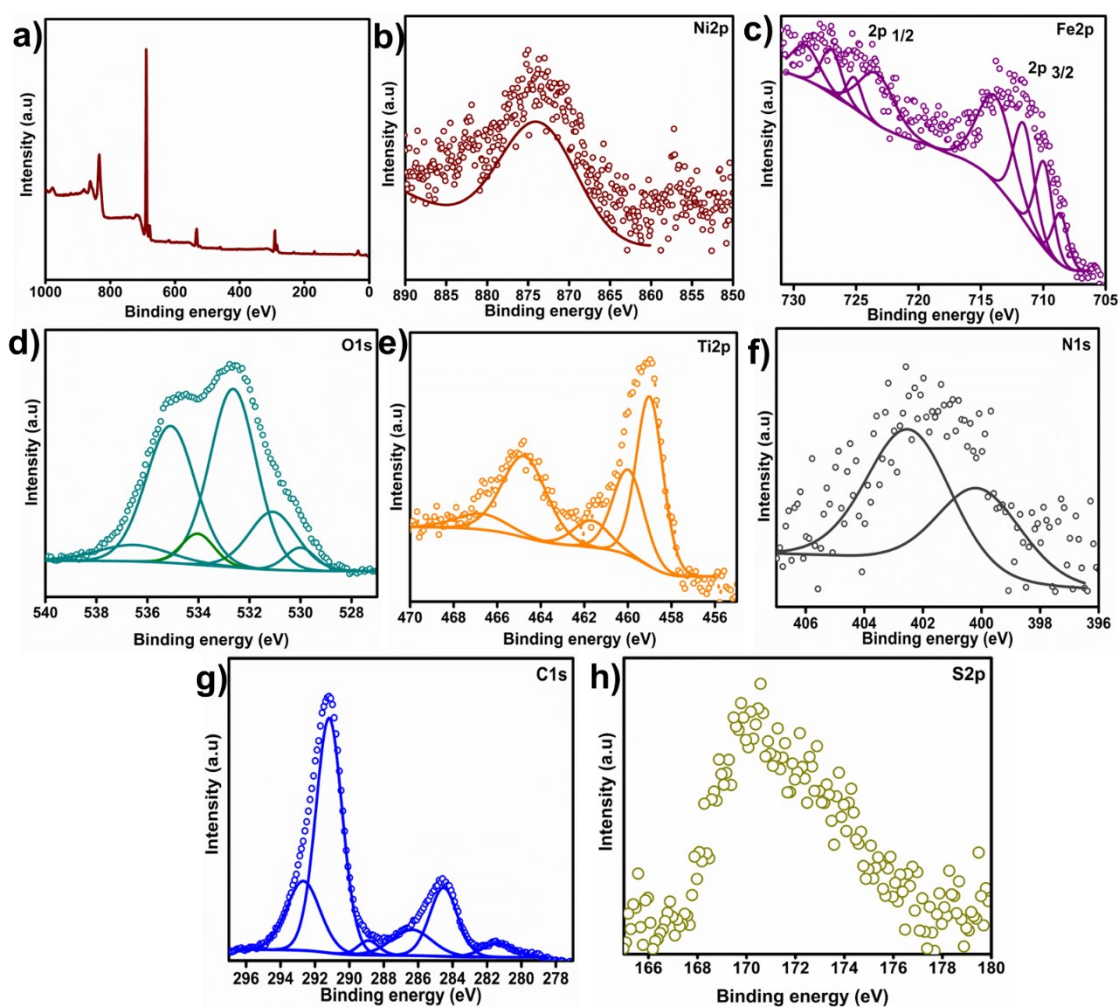 a)
Intensity (a.u)
1000 800 600 400 200 0
Binding energy (eV)
b)
Ni2p
Intensity (a.u)
890 885 880 875 870 865 860 855 850
Binding energy (eV)
c)
2p 1/2
Fe2p
2p 3/2
Intensity (a.u)
730 725 720 715 710 705
Binding energy (eV)
d)
O1s
Intensity (a.u)
540 538 536 534 532 530 528
Binding energy (eV)
e)
Ti2p
Intensity (a.u)
470 468 466 464 462 460 458 456
Binding energy (eV)
f)
N1s
Intensity (a.u)
406 404 402 400 398 396
Binding energy (eV)
g)
C1s
Intensity (a.u)
296 294 292 290 288 286 284 282 280 278
Binding energy (eV)
h)
S2p
Intensity (a.u)
166 168 170 172 174 176 178 180
Binding energy (eV)